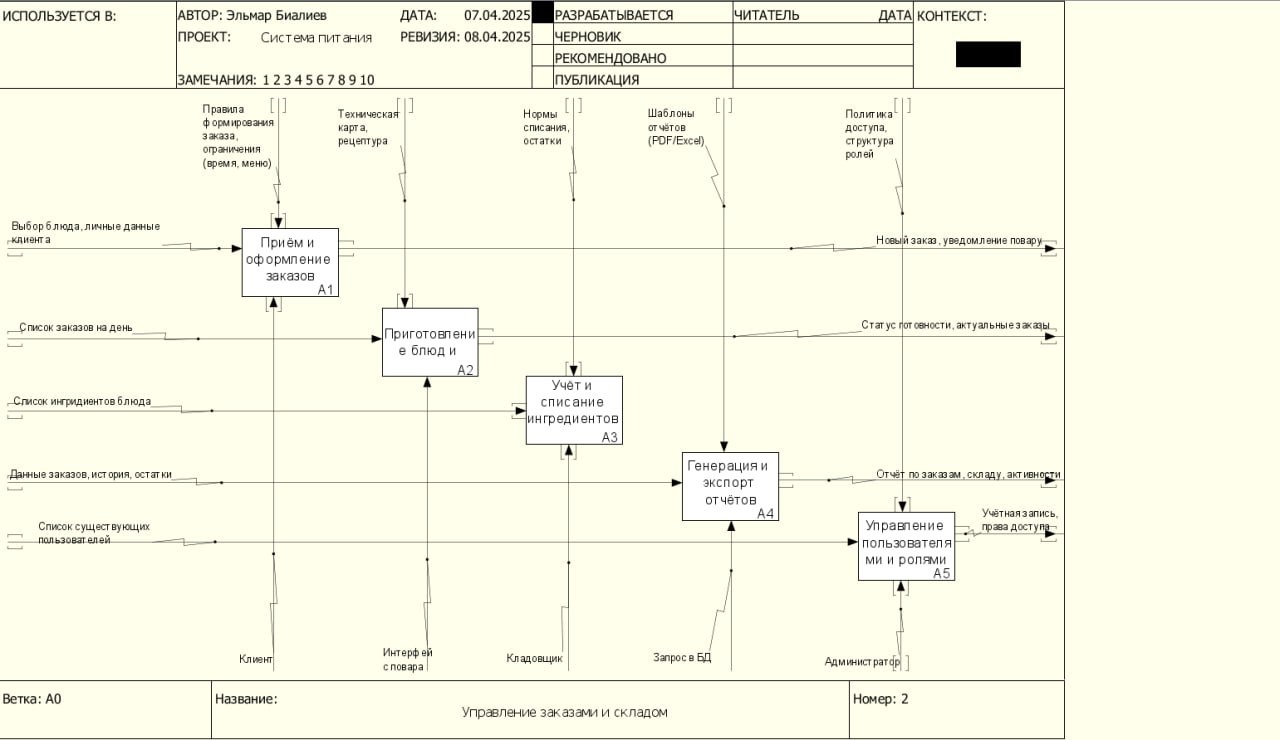 ИСПОЛЬЗУЕТСЯ В:
АВТОР: Эльмар Биалиев
ДАТА: 07.04.2025
ПРОЕКТ: Система питания
РЕВИЗИЯ: 08.04.2025
ЗАМЕЧАНИЯ: 1 2 3 4 5 6 7 8 9 10
РАЗРАБАТЫВАЕТСЯ
ЧЕРНОВИК
РЕКОМЕНДОВАНО
ПУБЛИКАЦИЯ
ЧИТАТЕЛЬ
ДАТА
КОНТЕКСТ:
Правила
формирования
заказа,
ограничения
(время, меню)
Техническая
карта,
рецептура
Нормы
списания,
остатки
Шаблоны
отчётов
(PDF/Excel)
Политика
доступа,
структура
ролей
Выбор блюда, личные данные
клиента
Приём и
оформление
заказов
A1
Новый заказ, уведомление повару
Список заказов на день
Приготовлени
е блюд и
A2
Статус готовности, актуальные заказы
Список ингридиентов блюда
Учёт и
списание
ингредиентов
A3
Данные заказов, история, остатки
Генерация и
экспорт
отчётов
A4
Отчёт по заказам, складу, активности
Список существующих
пользователей
Управление
пользователя
ми и ролями
A5
Учётная запись,
права доступа
Клиент
Интерфей
с повара
Кладовщик
Запрос в БД
Администратор
Ветка: A0
Название:
Управление заказами и складом
Номер: 2